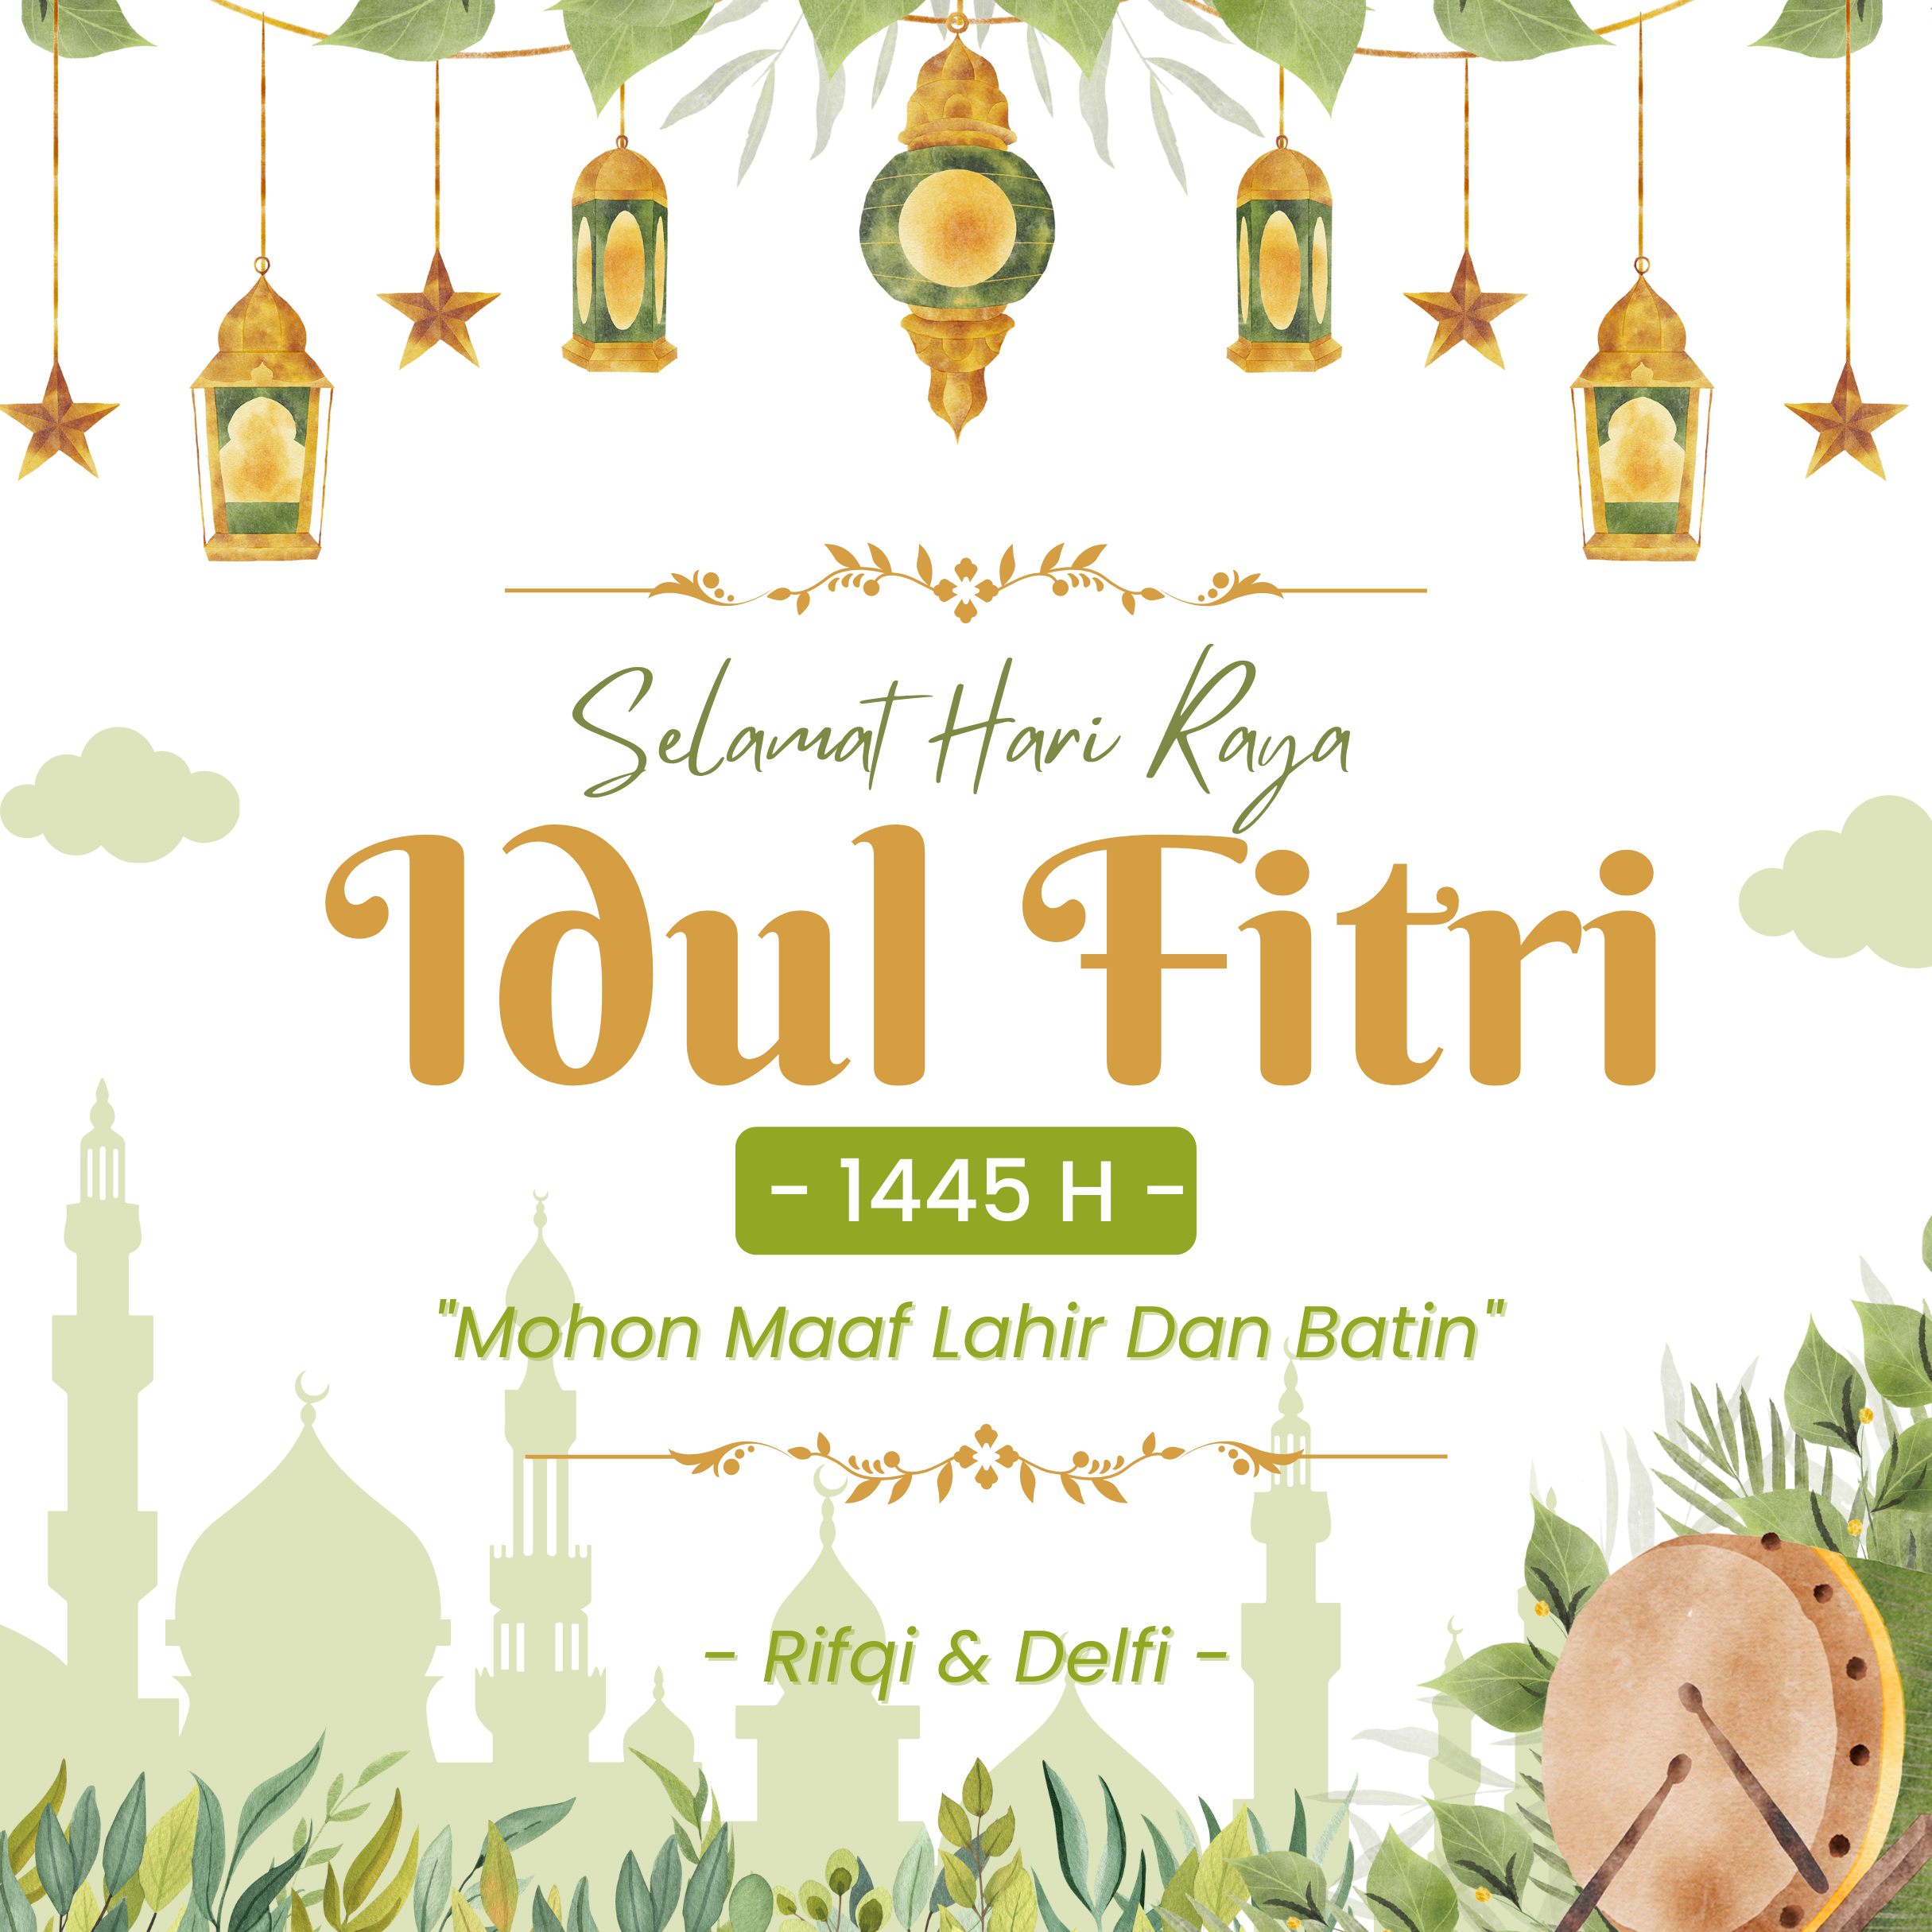 Selamat Hari Raya
Idul Fitri
- 1445 H -
"Mohon Maaf Lahir Dan Batin"
- Rifqi & Delfi -